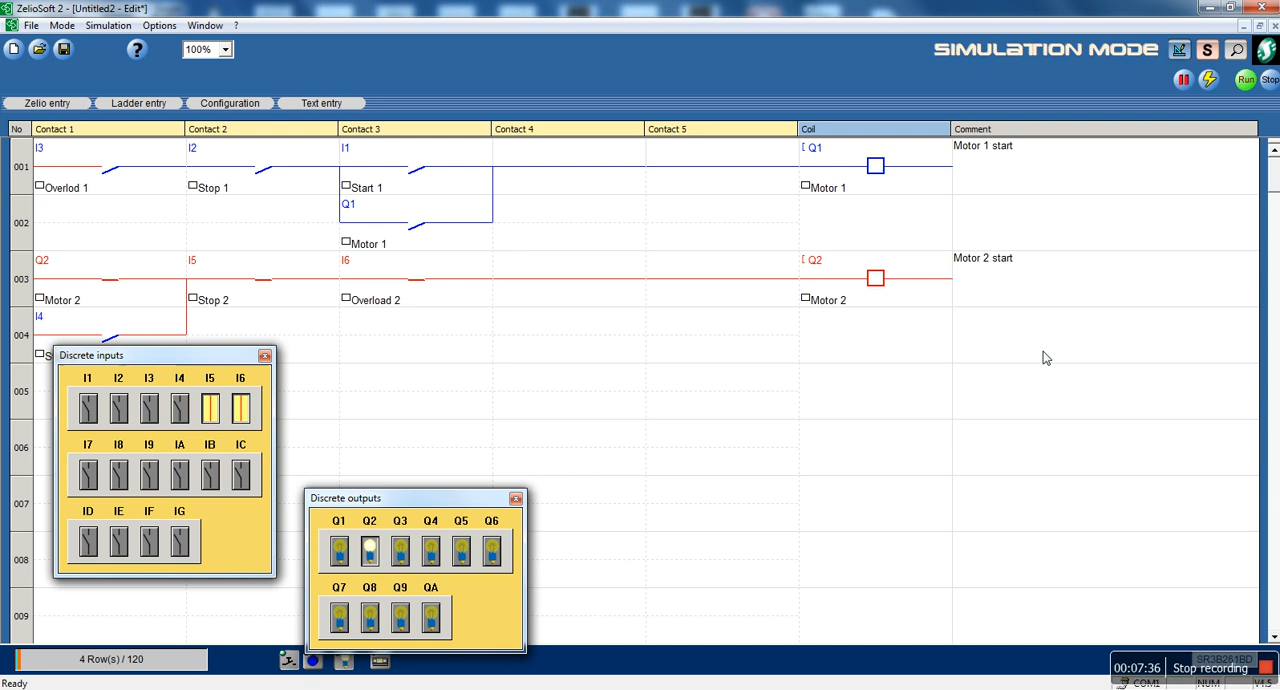 ZelioSoft 2 - [Untitled2 - Edit*]
File Mode Simulation Options Window ?
100%
SIMULATION MODE
S
Run Stop
Zelio entry Ladder entry Configuration Text entry
No Contact 1 Contact 2 Contact 3 Contact 4 Contact 5 Coil Comment
I3 I2 I1 [ Q1 Motor 1 start
001
Overlod 1 Stop 1 Start 1 Motor 1
Q1
002
Motor 1
Q2 I5 I6 [ Q2 Motor 2 start
003
Motor 2 Stop 2 Overload 2 Motor 2
I4
004
Discrete inputs
I1 I2 I3 I4 I5 I6
I7 I8 I9 IA IB IC
ID IE IF IG
005
006
007
008
009
Discrete outputs
Q1 Q2 Q3 Q4 Q5 Q6
Q7 Q8 Q9 QA
4 Row(s) / 120
SR3B261BD
00:07:36 Stop recording
Ready
COM1 NUM V4.5